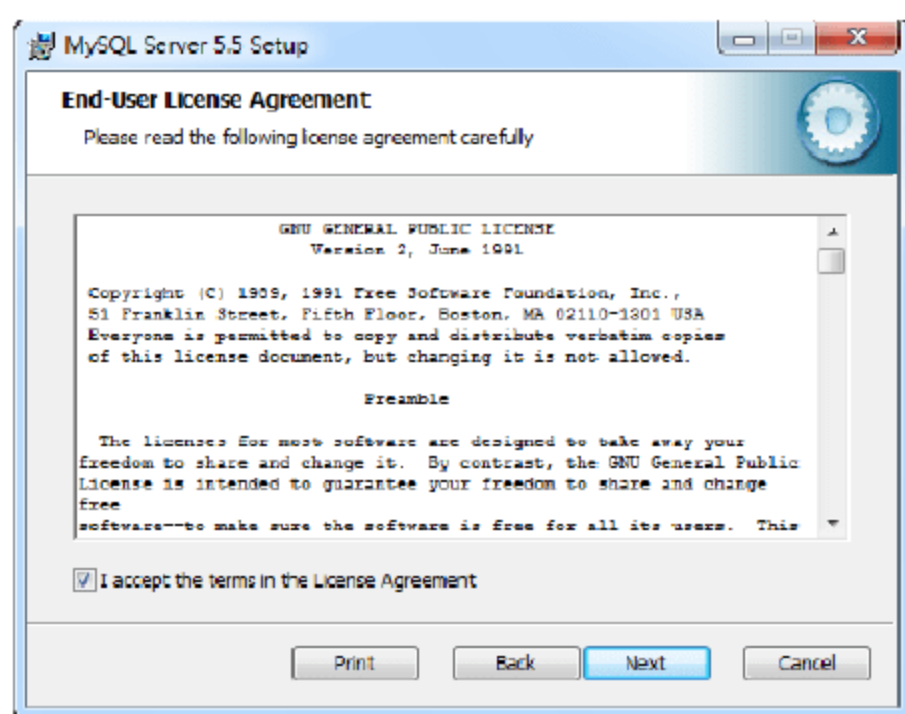 MySQL Server 5.5 Setup
End-User License Agreement
Please read the following license agreement carefully
GNU GENERAL PUBLIC LICENSE
Version 2, June 1991
Copyright (C) 1989, 1991 Free Software Foundation, Inc.,
51 Franklin Street, Fifth Floor, Boston, MA 02110-1301 USA
Everyone is permitted to copy and distribute verbatim copies
of this license document, but changing it is not allowed.
Preamble
The licenses for most software are designed to take away your
freedom to share and change it. By contrast, the GNU General Public
License is intended to guarantee your freedom to share and change
free
software--to make sure the software is free for all its users. This
I accept the terms in the License Agreement
Print Back Next Cancel